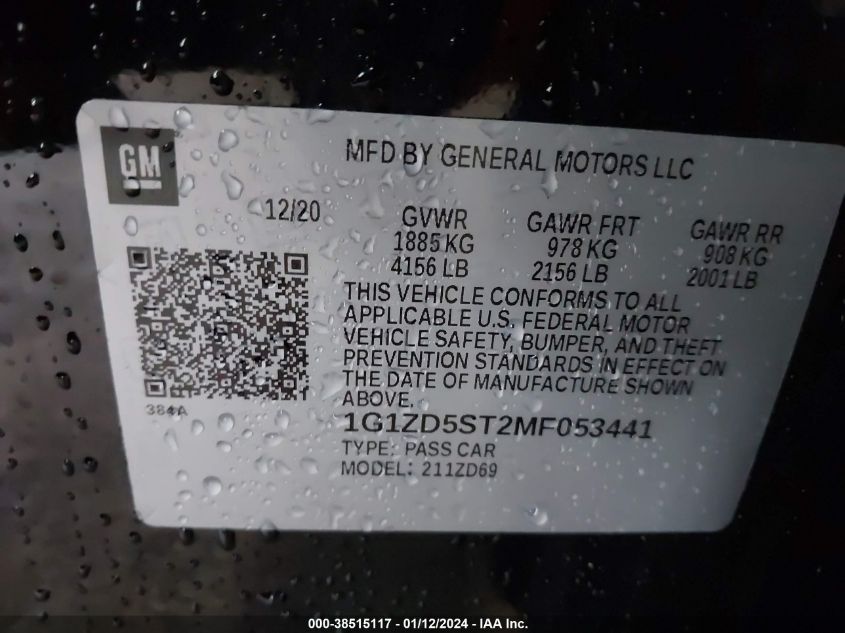 GM
MFD BY GENERAL MOTORS LLC
12/20
GVWR GAWR FRT GAWR RR
1885 KG 978 KG 908 KG
4156 LB 2156 LB 2001 LB
THIS VEHICLE CONFORMS TO ALL
APPLICABLE U.S. FEDERAL MOTOR
VEHICLE SAFETY, BUMPER, AND THEFT
PREVENTION STANDARDS IN EFFECT ON
THE DATE OF MANUFACTURE SHOWN
ABOVE.
384A
1G1ZD5ST2MF053441
TYPE: PASS CAR
MODEL: 211ZD69
000-38515117 - 01/12/2024 - IAA Inc.